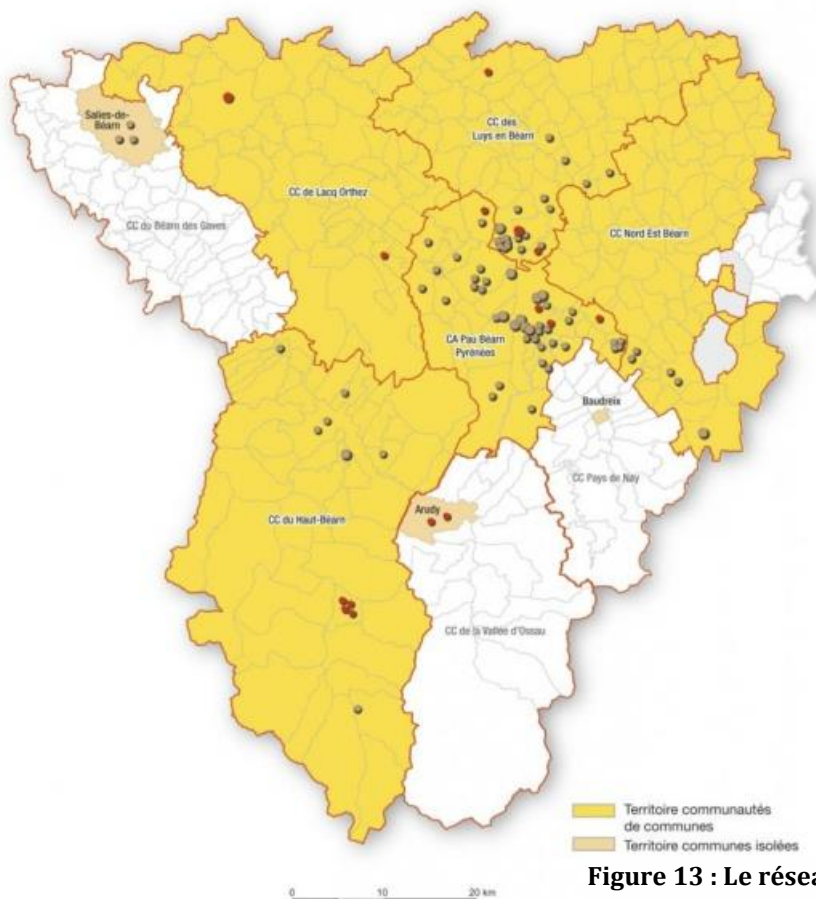 Salies-de-
Béarn
CC du Béarn des Gaves
CC de Lacq Orthez
CC des
Luys en Béarn
CC Nord Est Béarn
CA Pau Béarn
Pyrénées
Baudreix
CC Pays de Nay
Arudy
CC du Haut-Béarn
CC de la Vallée d'Ossau
Territoire communautés
de communes
Territoire communes isolées
0 10 20 km
Figure 13 : Le résea